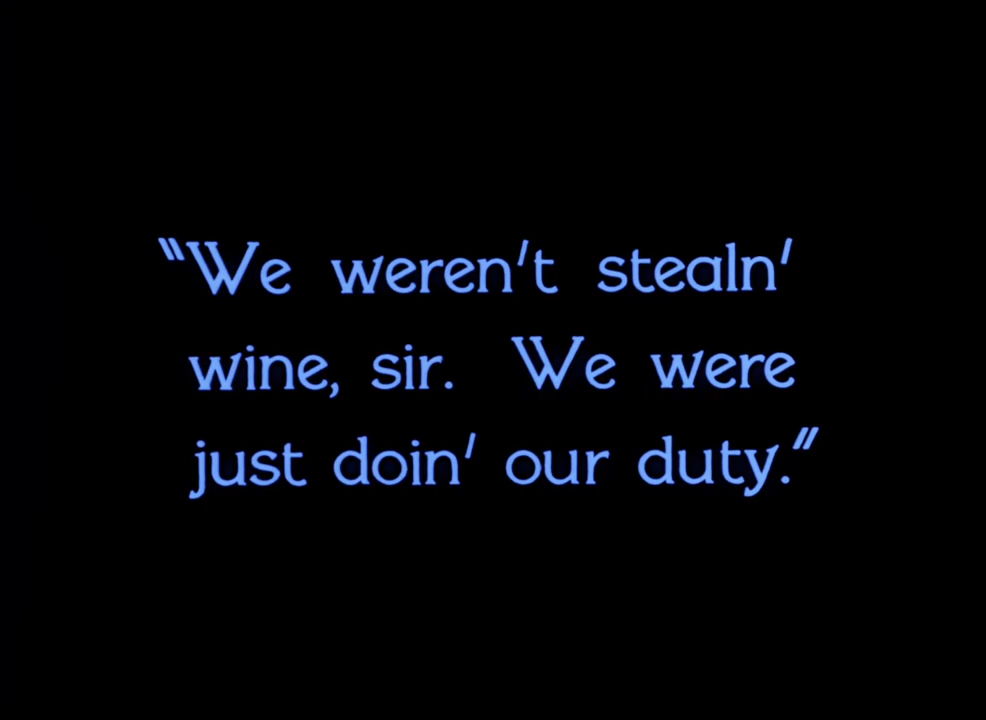 "We weren't stealn'
wine, sir. We were
just doin' our duty."